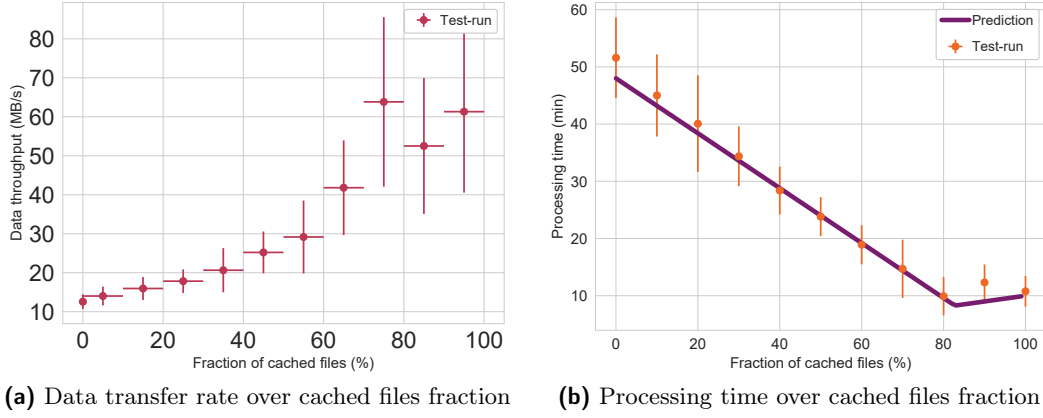 Test-run
80
70
60
50
40
30
20
10
Data throughput (MB/s)
0 20 40 60 80 100
Fraction of cached files (%)
(a) Data transfer rate over cached files fraction
Prediction
Test-run
60
50
40
30
20
10
Processing time (min)
0 20 40 60 80 100
Fraction of cached files (%)
(b) Processing time over cached files fraction